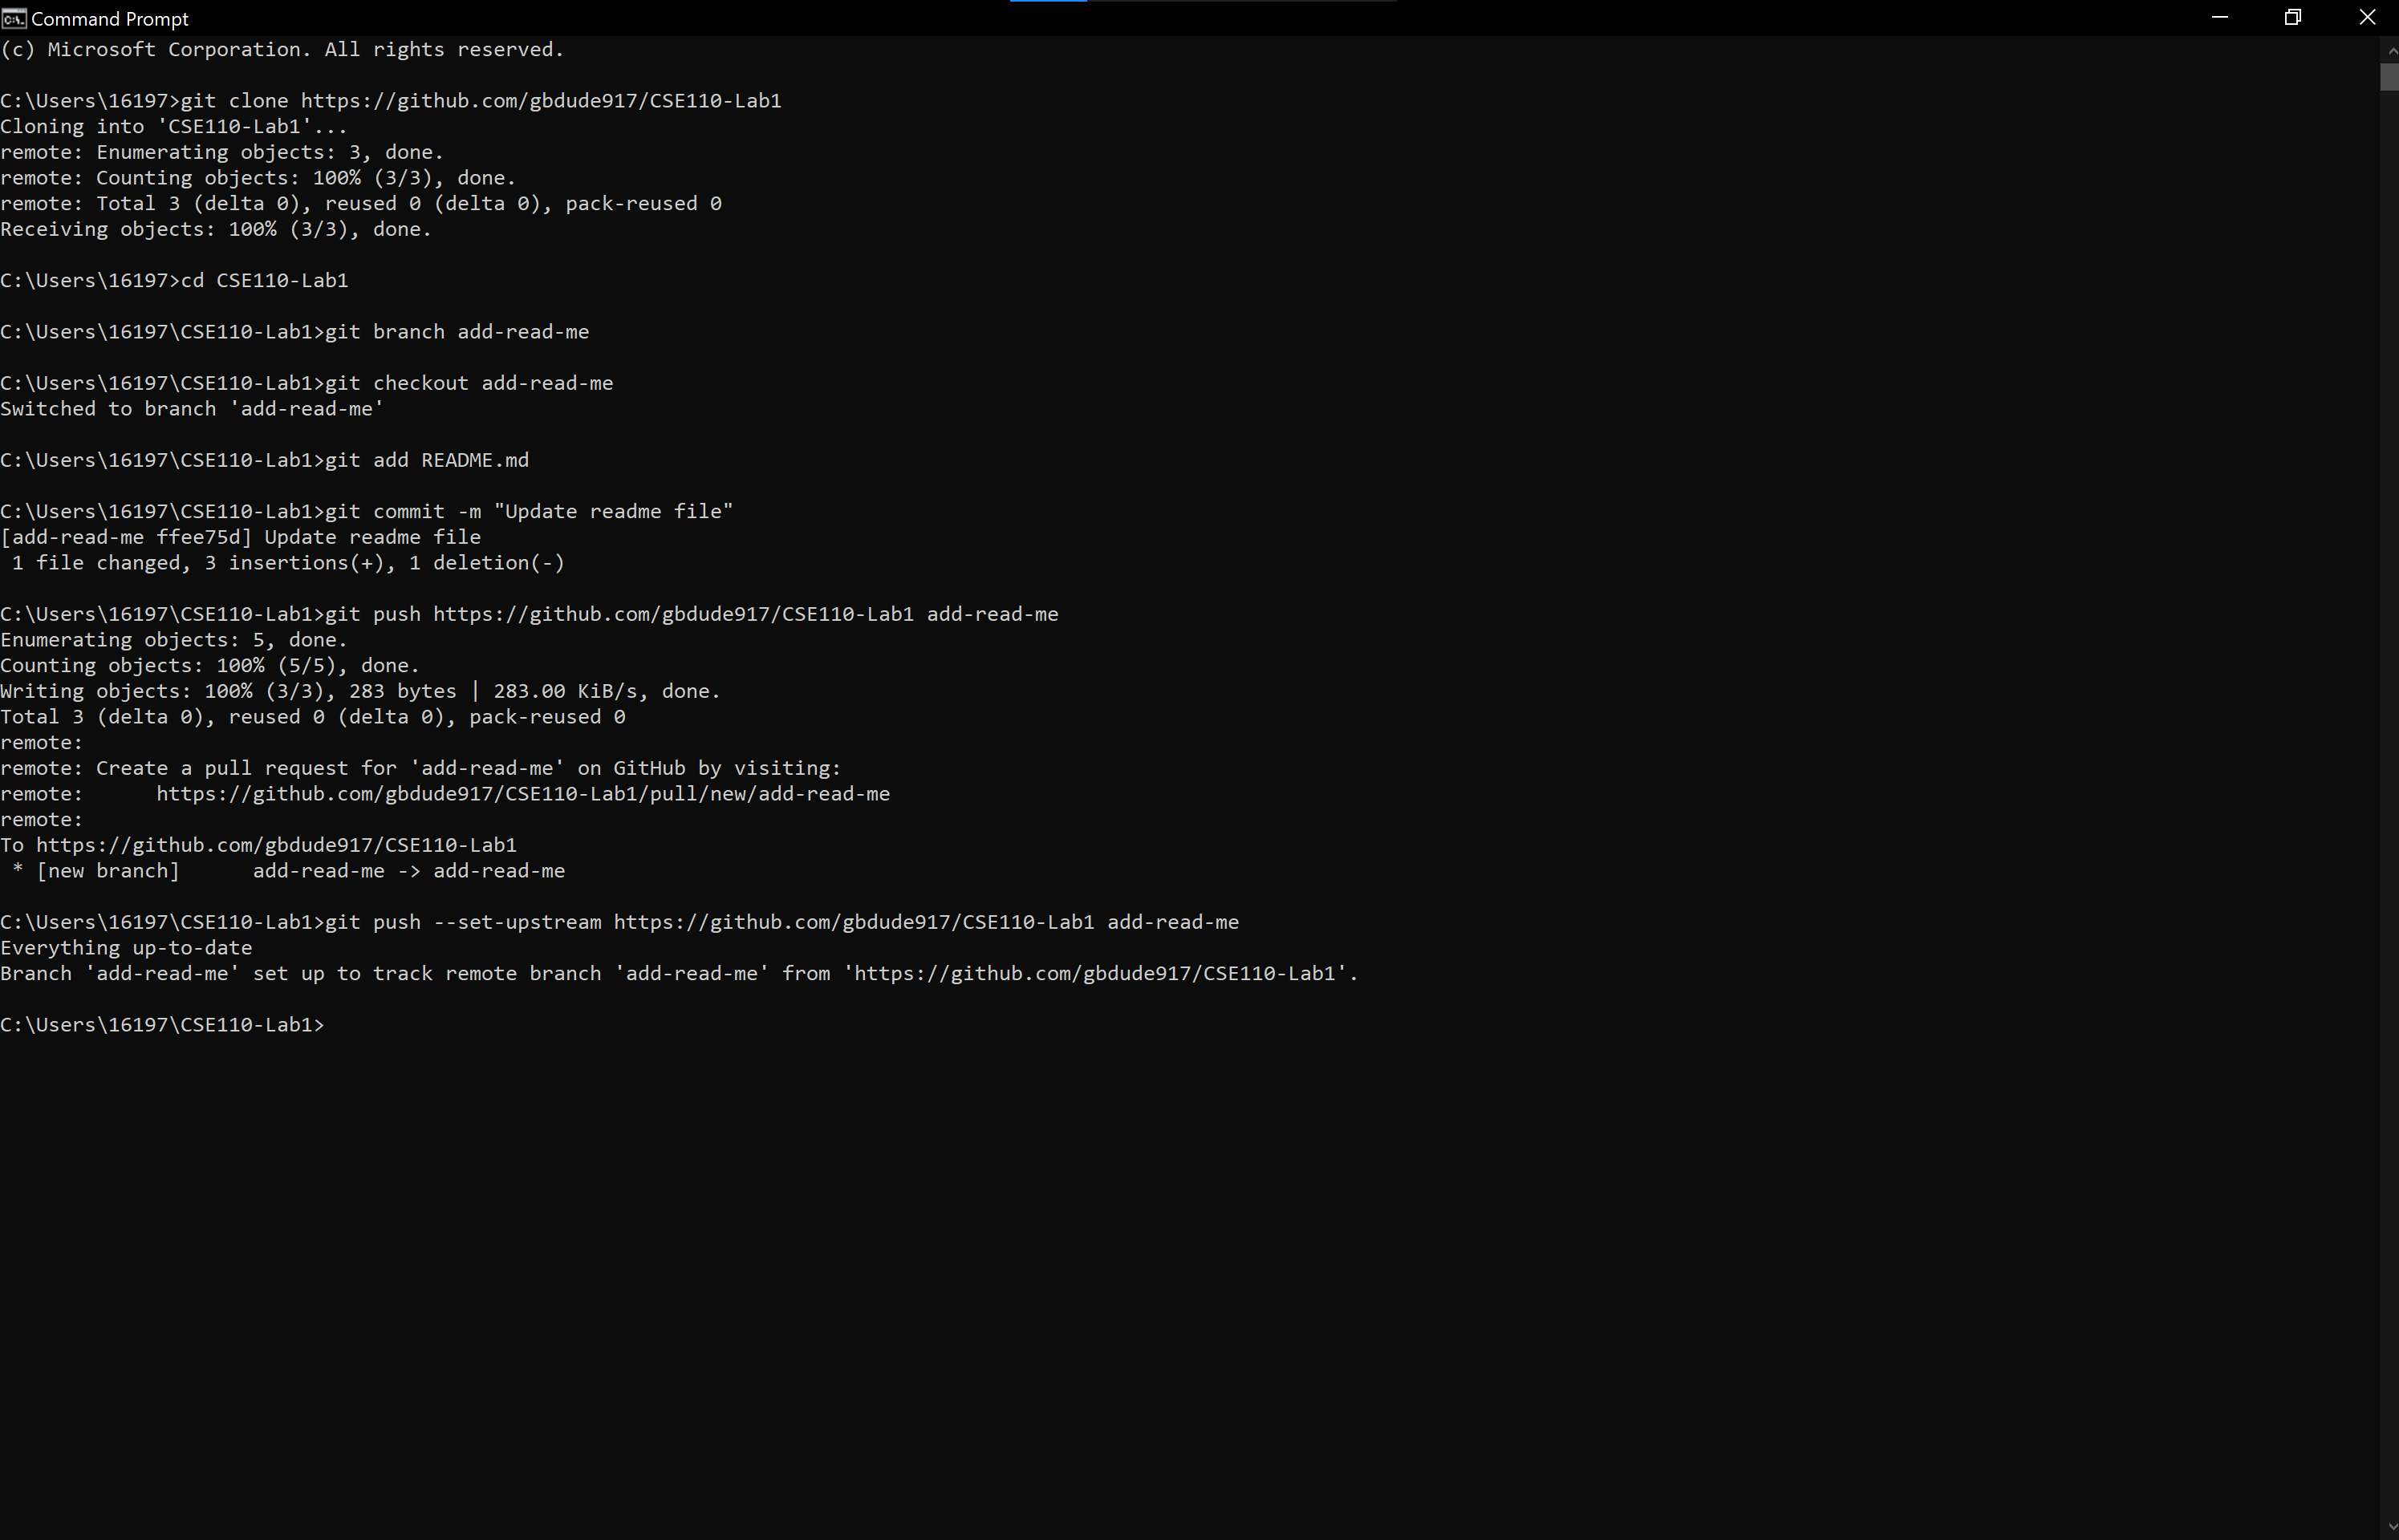 Command Prompt
(c) Microsoft Corporation. All rights reserved.
C:\Users\16197>git clone https://github.com/gbdude917/CSE110-Lab1
Cloning into 'CSE110-Lab1'...
remote: Enumerating objects: 3, done.
remote: Counting objects: 100% (3/3), done.
remote: Total 3 (delta 0), reused 0 (delta 0), pack-reused 0
Receiving objects: 100% (3/3), done.
C:\Users\16197>cd CSE110-Lab1
C:\Users\16197\CSE110-Lab1>git branch add-read-me
C:\Users\16197\CSE110-Lab1>git checkout add-read-me
Switched to branch 'add-read-me'
C:\Users\16197\CSE110-Lab1>git add README.md
C:\Users\16197\CSE110-Lab1>git commit -m "Update readme file"
[add-read-me ffee75d] Update readme file
 1 file changed, 3 insertions(+), 1 deletion(-)
C:\Users\16197\CSE110-Lab1>git push https://github.com/gbdude917/CSE110-Lab1 add-read-me
Enumerating objects: 5, done.
Counting objects: 100% (5/5), done.
Writing objects: 100% (3/3), 283 bytes | 283.00 KiB/s, done.
Total 3 (delta 0), reused 0 (delta 0), pack-reused 0
remote:
remote: Create a pull request for 'add-read-me' on GitHub by visiting:
remote:      https://github.com/gbdude917/CSE110-Lab1/pull/new/add-read-me
remote:
To https://github.com/gbdude917/CSE110-Lab1
 * [new branch]      add-read-me -> add-read-me
C:\Users\16197\CSE110-Lab1>git push --set-upstream https://github.com/gbdude917/CSE110-Lab1 add-read-me
Everything up-to-date
Branch 'add-read-me' set up to track remote branch 'add-read-me' from 'https://github.com/gbdude917/CSE110-Lab1'.
C:\Users\16197\CSE110-Lab1>